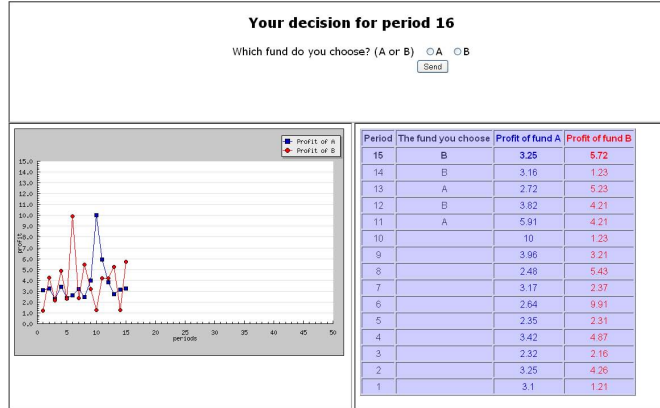 Your decision for period 16
Which fund do you choose? (A or B) A B
Send
Profit of A
Profit of B
15.0
14.0
13.0
12.0
11.0
10.0
9.0
8.0
7.0
6.0
5.0
4.0
3.0
2.0
1.0
0.0
profit
0 5 10 15 20 25 30 35 40 45 50
periods
Period The fund you choose Profit of fund A Profit of fund B
15 B 3.25 5.72
14 B 3.16 1.23
13 A 2.72 5.23
12 B 3.82 4.21
11 A 5.91 4.21
10 10 1.23
9 3.96 3.21
8 2.48 5.43
7 3.17 2.37
6 2.64 9.91
5 2.35 2.31
4 3.42 4.87
3 2.32 2.16
2 3.25 4.26
1 3.1 1.21